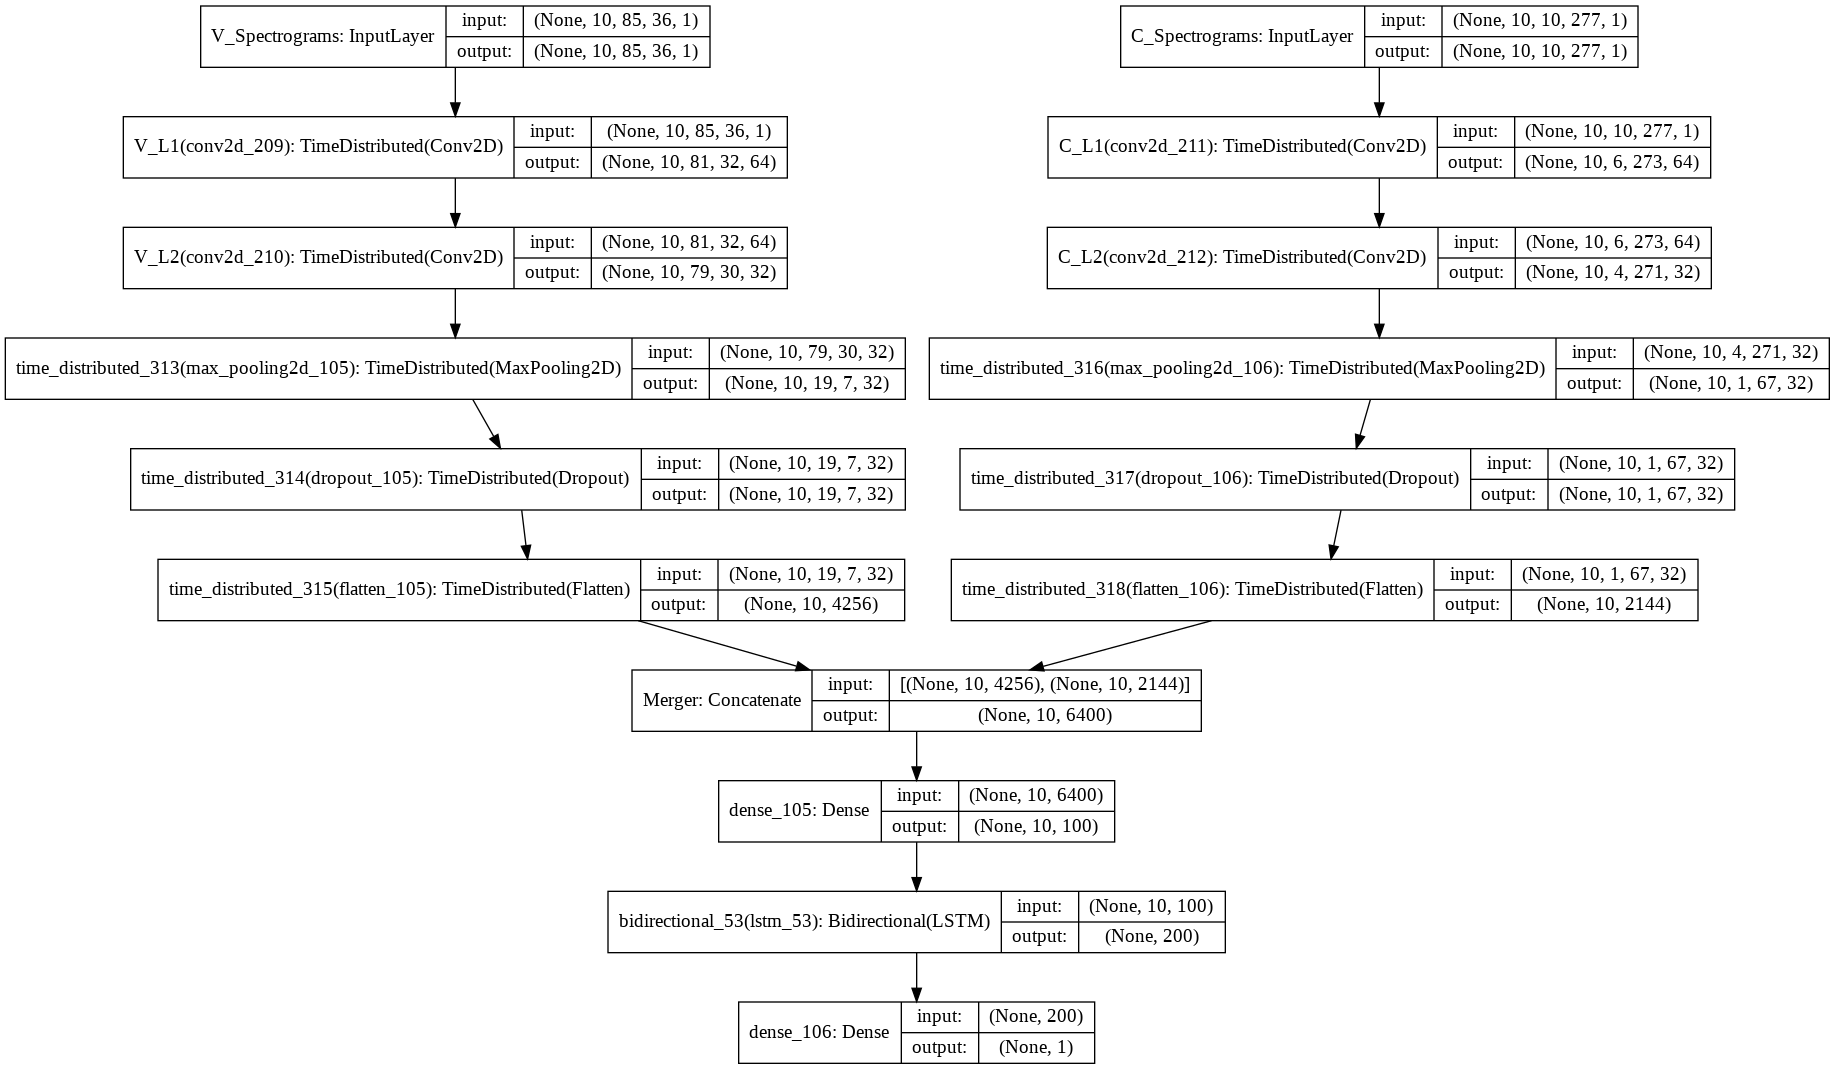 V_Spectrograms: InputLayer
input: (None, 10, 85, 36, 1)
output: (None, 10, 85, 36, 1)
C_Spectrograms: InputLayer
input: (None, 10, 10, 277, 1)
output: (None, 10, 10, 277, 1)
V_L1(conv2d_209): TimeDistributed(Conv2D)
input: (None, 10, 85, 36, 1)
output: (None, 10, 81, 32, 64)
C_L1(conv2d_211): TimeDistributed(Conv2D)
input: (None, 10, 10, 277, 1)
output: (None, 10, 6, 273, 64)
V_L2(conv2d_210): TimeDistributed(Conv2D)
input: (None, 10, 81, 32, 64)
output: (None, 10, 79, 30, 32)
C_L2(conv2d_212): TimeDistributed(Conv2D)
input: (None, 10, 6, 273, 64)
output: (None, 10, 4, 271, 32)
time_distributed_313(max_pooling2d_105): TimeDistributed(MaxPooling2D)
input: (None, 10, 79, 30, 32)
output: (None, 10, 19, 7, 32)
time_distributed_316(max_pooling2d_106): TimeDistributed(MaxPooling2D)
input: (None, 10, 4, 271, 32)
output: (None, 10, 1, 67, 32)
time_distributed_314(dropout_105): TimeDistributed(Dropout)
input: (None, 10, 19, 7, 32)
output: (None, 10, 19, 7, 32)
time_distributed_317(dropout_106): TimeDistributed(Dropout)
input: (None, 10, 1, 67, 32)
output: (None, 10, 1, 67, 32)
time_distributed_315(flatten_105): TimeDistributed(Flatten)
input: (None, 10, 19, 7, 32)
output: (None, 10, 4256)
time_distributed_318(flatten_106): TimeDistributed(Flatten)
input: (None, 10, 1, 67, 32)
output: (None, 10, 2144)
Merger: Concatenate
input: [(None, 10, 4256), (None, 10, 2144)]
output: (None, 10, 6400)
dense_105: Dense
input: (None, 10, 6400)
output: (None, 10, 100)
bidirectional_53(lstm_53): Bidirectional(LSTM)
input: (None, 10, 100)
output: (None, 200)
dense_106: Dense
input: (None, 200)
output: (None, 1)